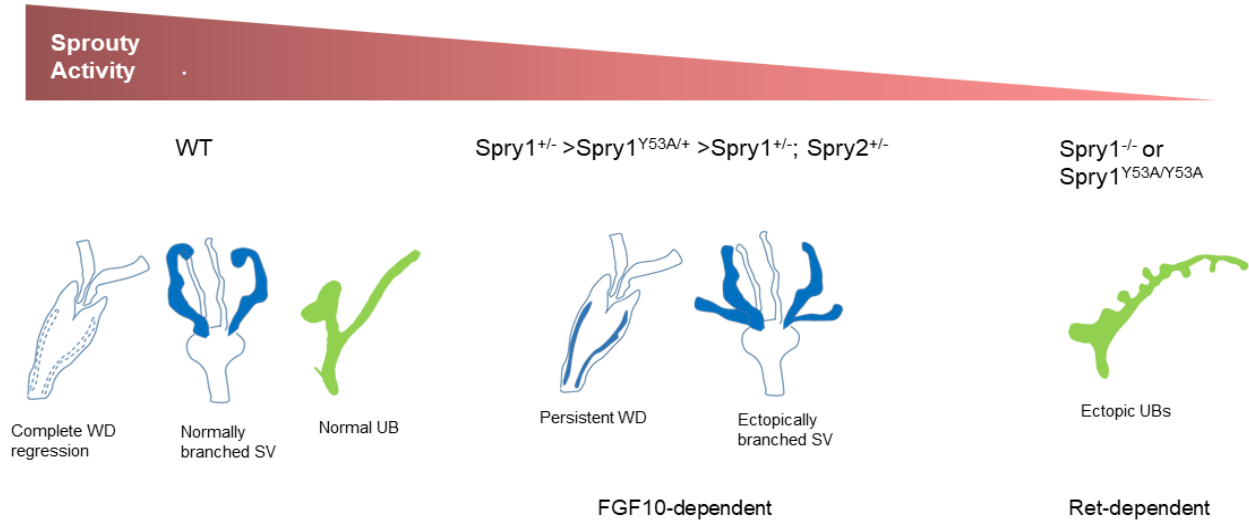 Sprouty
Activity
.
WT
Spry1+/- >Spry1Y53A/+ >Spry1+/-; Spry2+/-
Spry1-/- or
Spry1Y53A/Y53A
Complete WD
regression
Normally
branched SV
Normal UB
Persistent WD
Ectopically
branched SV
Ectopic UBs
FGF10-dependent
Ret-dependent